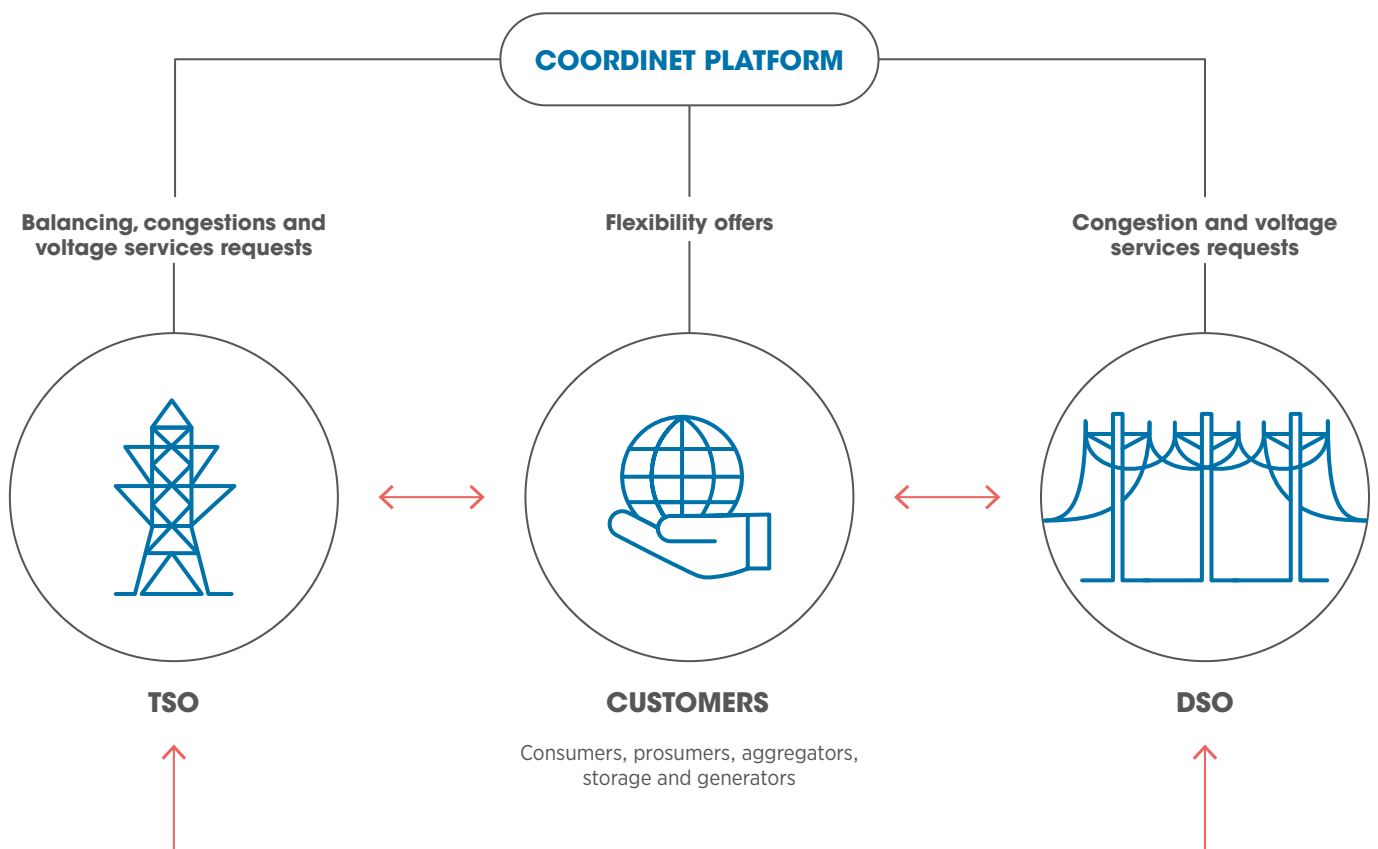 COORDINET PLATFORM
Balancing, congestions and
voltage services requests
Flexibility offers
Congestion and voltage
services requests
TSO
CUSTOMERS
DSO
Consumers, prosumers, aggregators,
storage and generators